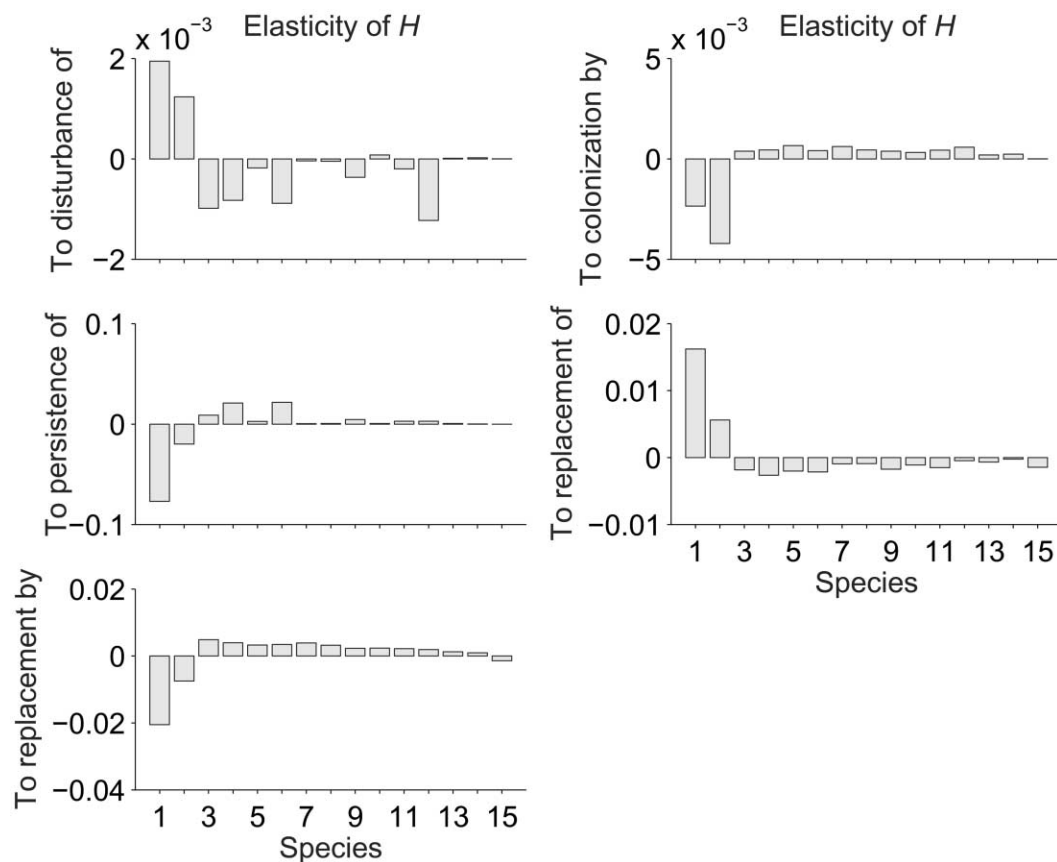 x 10⁻³ Elasticity of H
2
0
−2
To disturbance of
x 10⁻³ Elasticity of H
5
0
−5
To colonization by
0.1
0
−0.1
To persistence of
0.02
0.01
0
−0.01
To replacement of
1 3 5 7 9 11 13 15
Species
0.02
0
−0.02
−0.04
To replacement by
1 3 5 7 9 11 13 15
Species